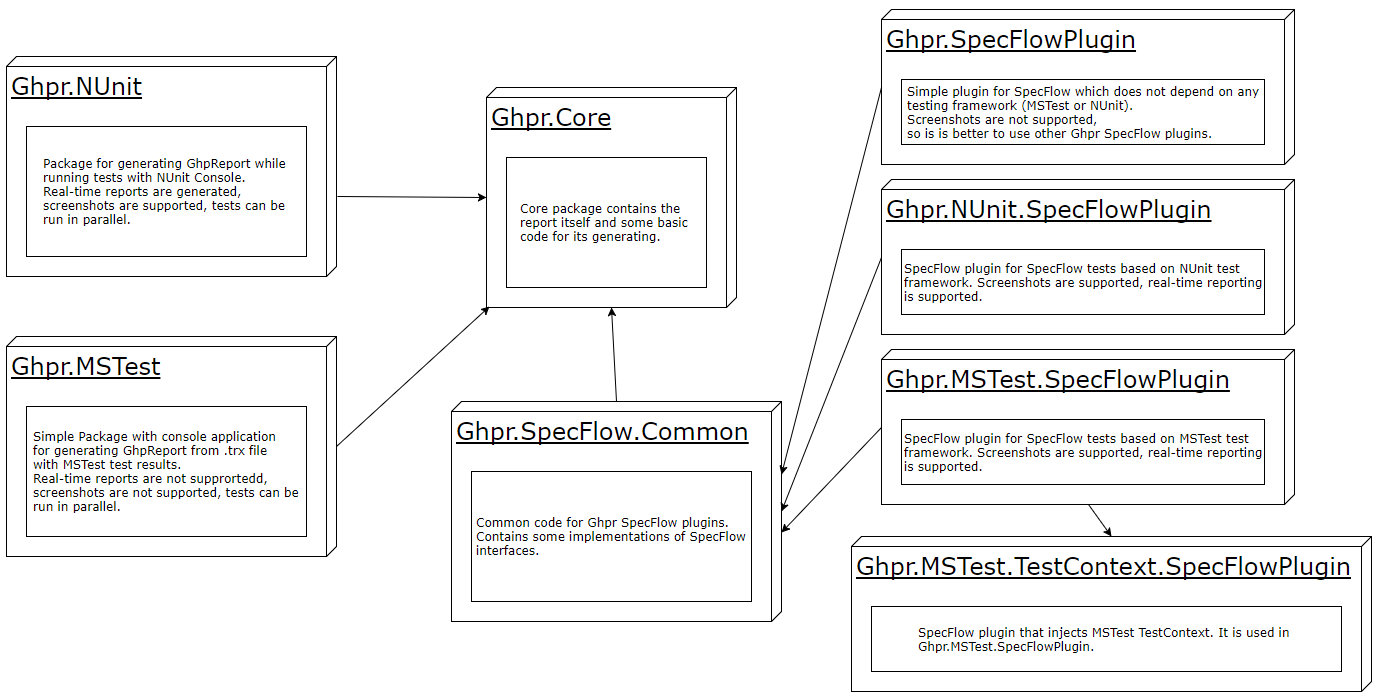 Ghpr.NUnit
Package for generating GhpReport while
running tests with NUnit Console.
Real-time reports are generated,
screenshots are supported, tests can be
run in parallel.
Ghpr.MSTest
Simple Package with console application
for generating GhpReport from .trx file
with MSTest test results.
Real-time reports are not supprortedd,
screenshots are not supported, tests can be
run in parallel.
Ghpr.Core
Core package contains the
report itself and some basic
code for its generating.
Ghpr.SpecFlow.Common
Common code for Ghpr SpecFlow plugins.
Contains some implementations of SpecFlow
interfaces.
Ghpr.SpecFlowPlugin
Simple plugin for SpecFlow which does not depend on any
testing framework (MSTest or NUnit).
Screenshots are not supported,
so is is better to use other Ghpr SpecFlow plugins.
Ghpr.NUnit.SpecFlowPlugin
SpecFlow plugin for SpecFlow tests based on NUnit test
framework. Screenshots are supported, real-time reporting
is supported.
Ghpr.MSTest.SpecFlowPlugin
SpecFlow plugin for SpecFlow tests based on MSTest test
framework. Screenshots are supported, real-time reporting
is supported.
Ghpr.MSTest.TestContext.SpecFlowPlugin
SpecFlow plugin that injects MSTest TestContext. It is used in
Ghpr.MSTest.SpecFlowPlugin.